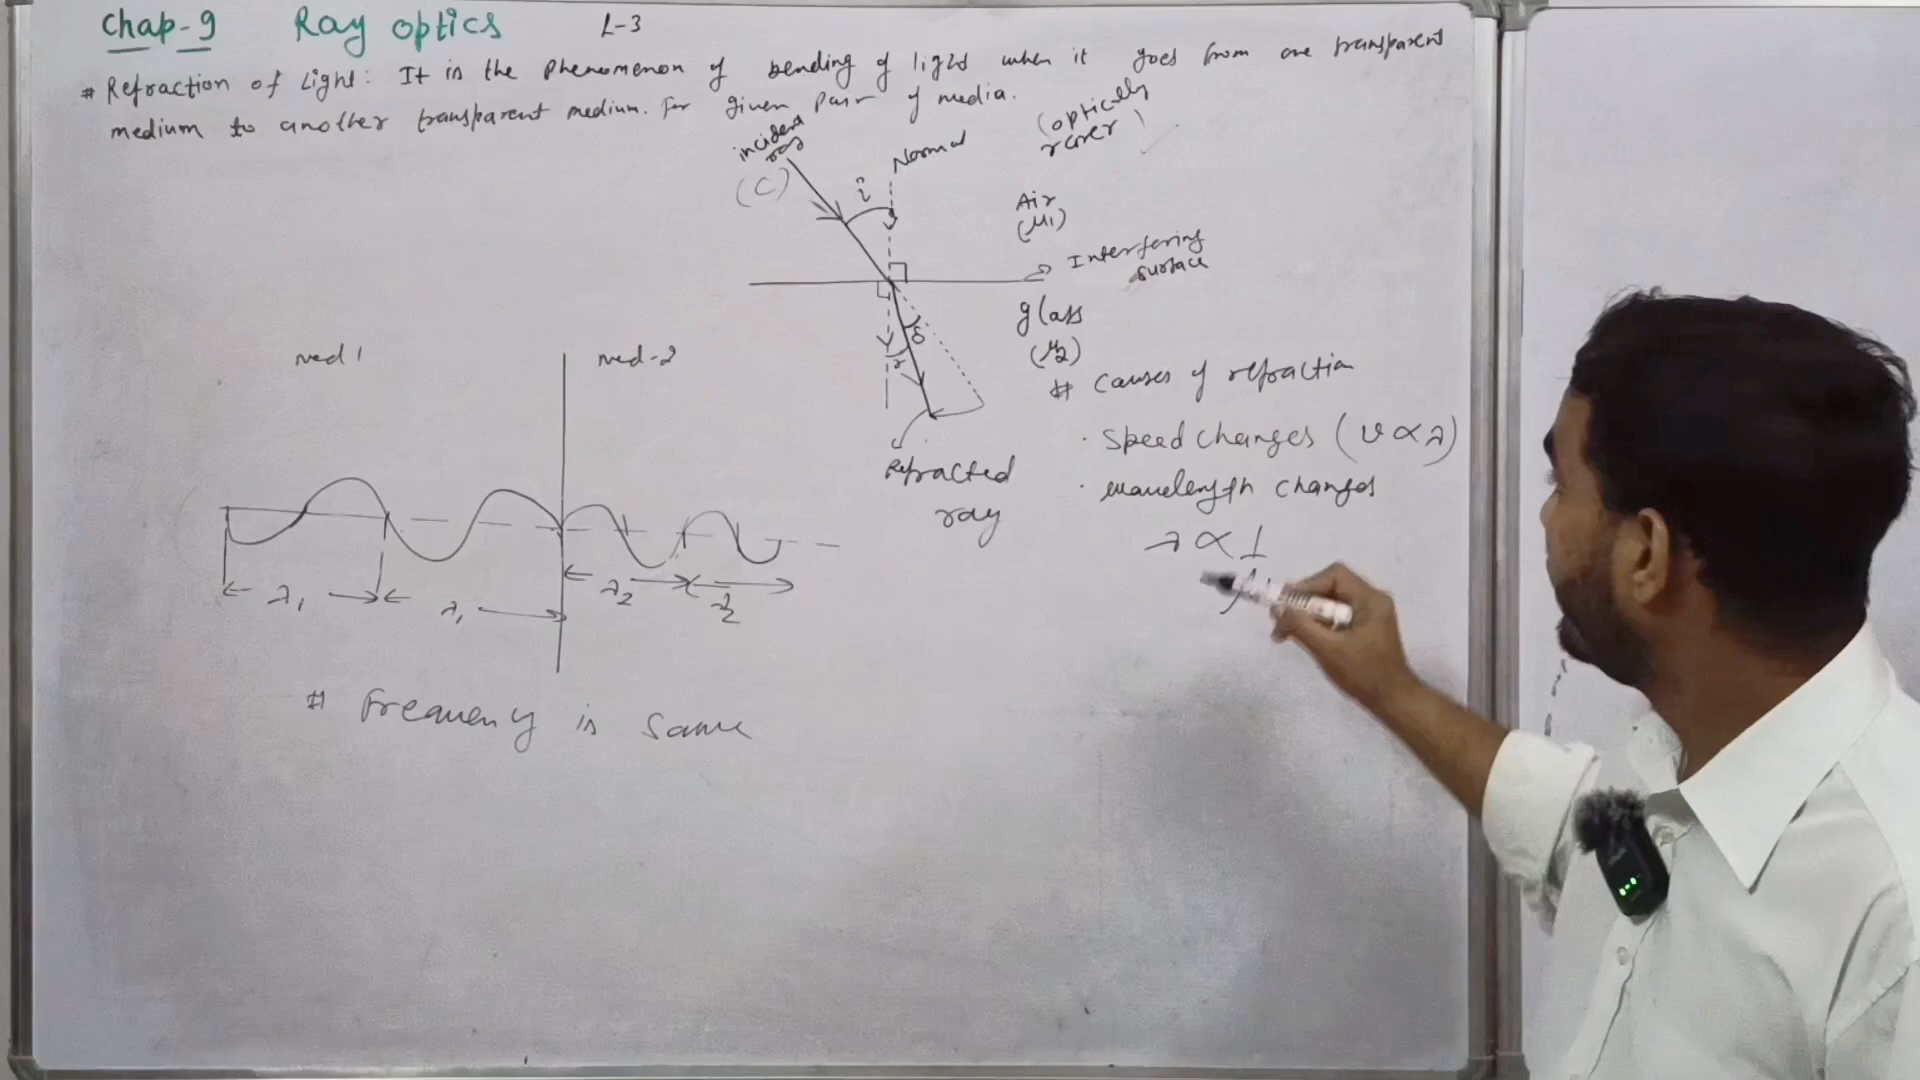 Chap-9 Ray optics L-3
# Refraction of Light: It is the phenomenon of bending of light when it goes from one transparent
medium to another transparent medium. For given pair of media.
incident
ray
(C)
i
Normal
(optically
rarer)
Air
(μ1)
Interfering
surface
glass
(μ2)
δ
r
Refracted
ray
# Causes of refraction
· Speed changes (v ∝ λ)
· wavelength changes
λ ∝ 1
med 1 med-2
λ1 λ1 λ2 λ2
# Frequency is same